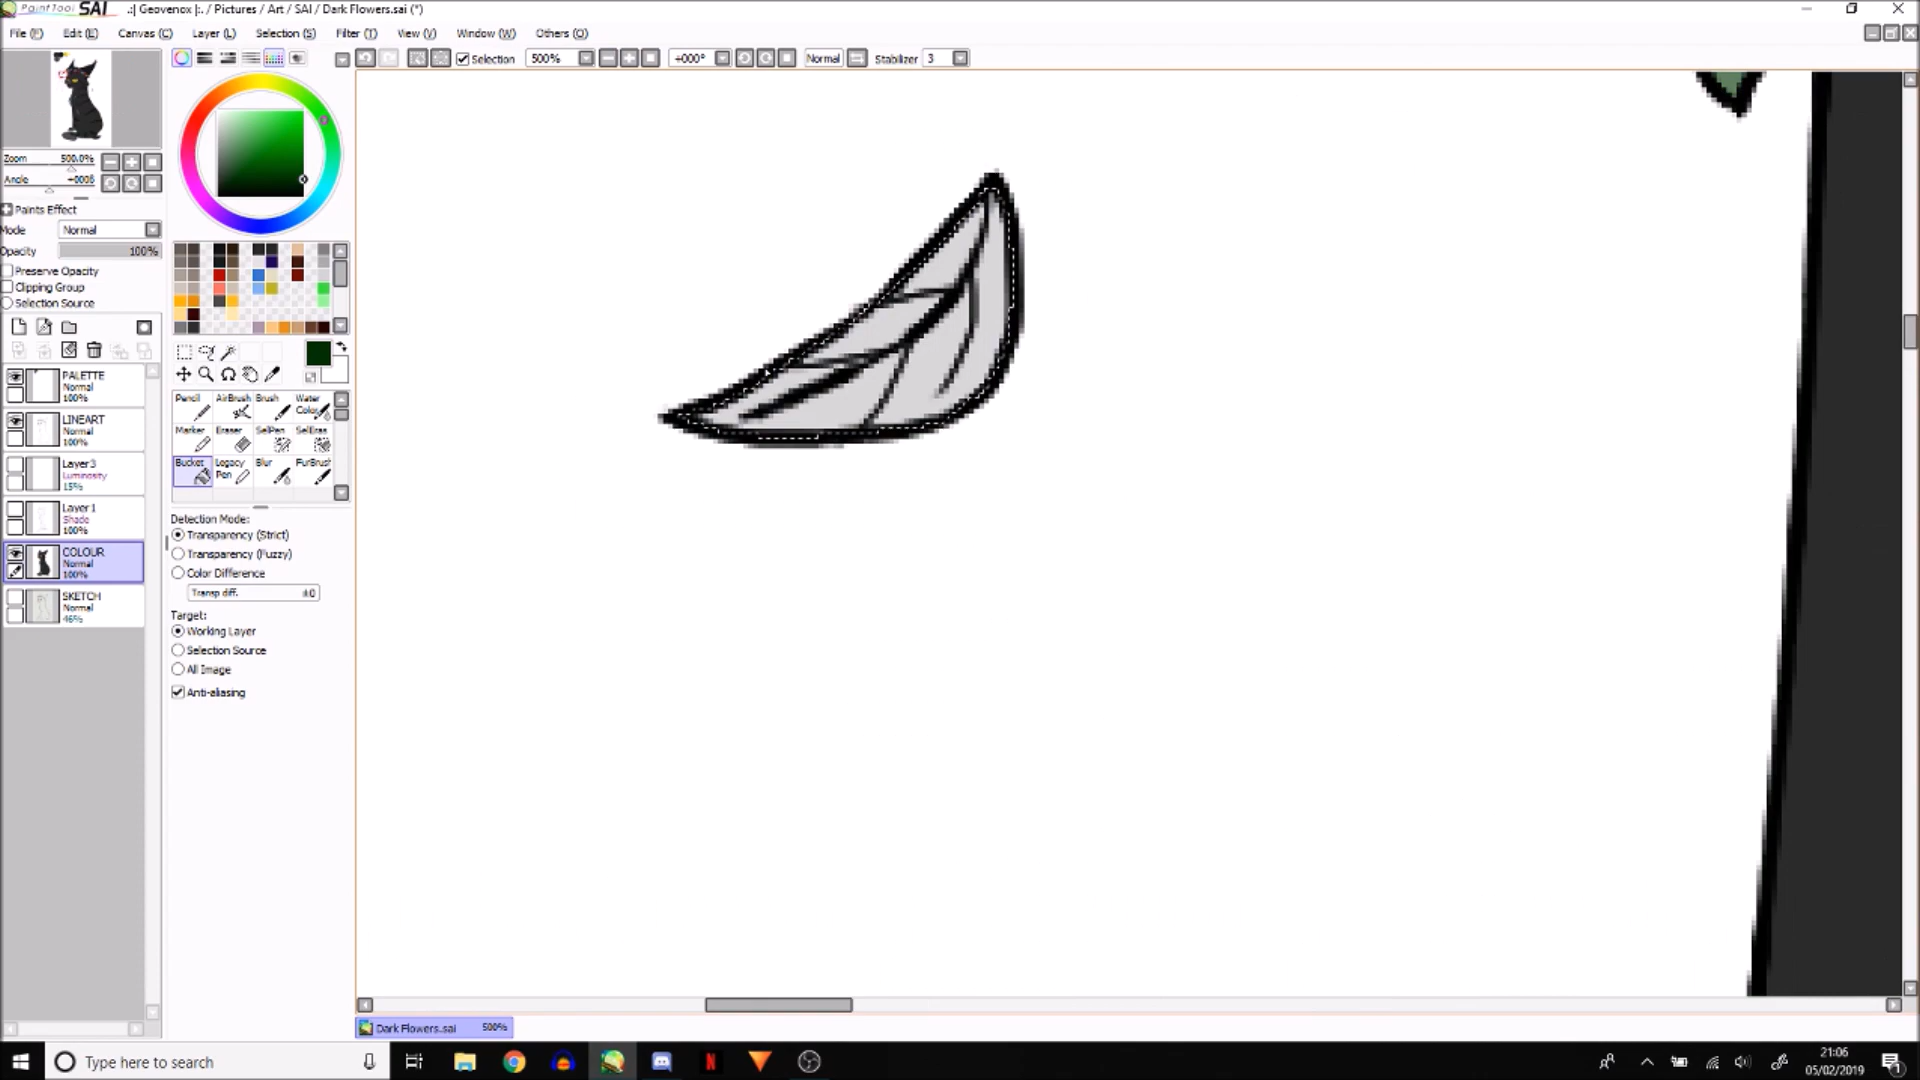 PaintTool SAI .:| Geovenox |:. / Pictures / Art / SAI / Dark Flowers.sai (*)
File (F) Edit (E) Canvas (C) Layer (L) Selection (S) Filter (T) View (V) Window (W) Others (O)
Selection 500% +000° Normal Stabilizer 3
Zoom 500.0%
Angle +000B
Paints Effect
Mode Normal
Opacity 100%
Preserve Opacity
Clipping Group
Selection Source
PALETTE
Normal
100%
LINEART
Normal
100%
Layer3
Luminosity
15%
Layer1
Shade
100%
COLOUR
Normal
100%
SKETCH
Normal
46%
Pencil AirBrush Brush Water Color
Marker Eraser SelPen SelEras
Bucket Legacy Pen Blur FurBrush
Detection Mode:
Transparency (Strict)
Transparency (Fuzzy)
Color Difference
Transp diff. ±0
Target:
Working Layer
Selection Source
All Image
Anti-aliasing
Dark Flowers.sai 500%
Type here to search
21:06
05/02/2019
1